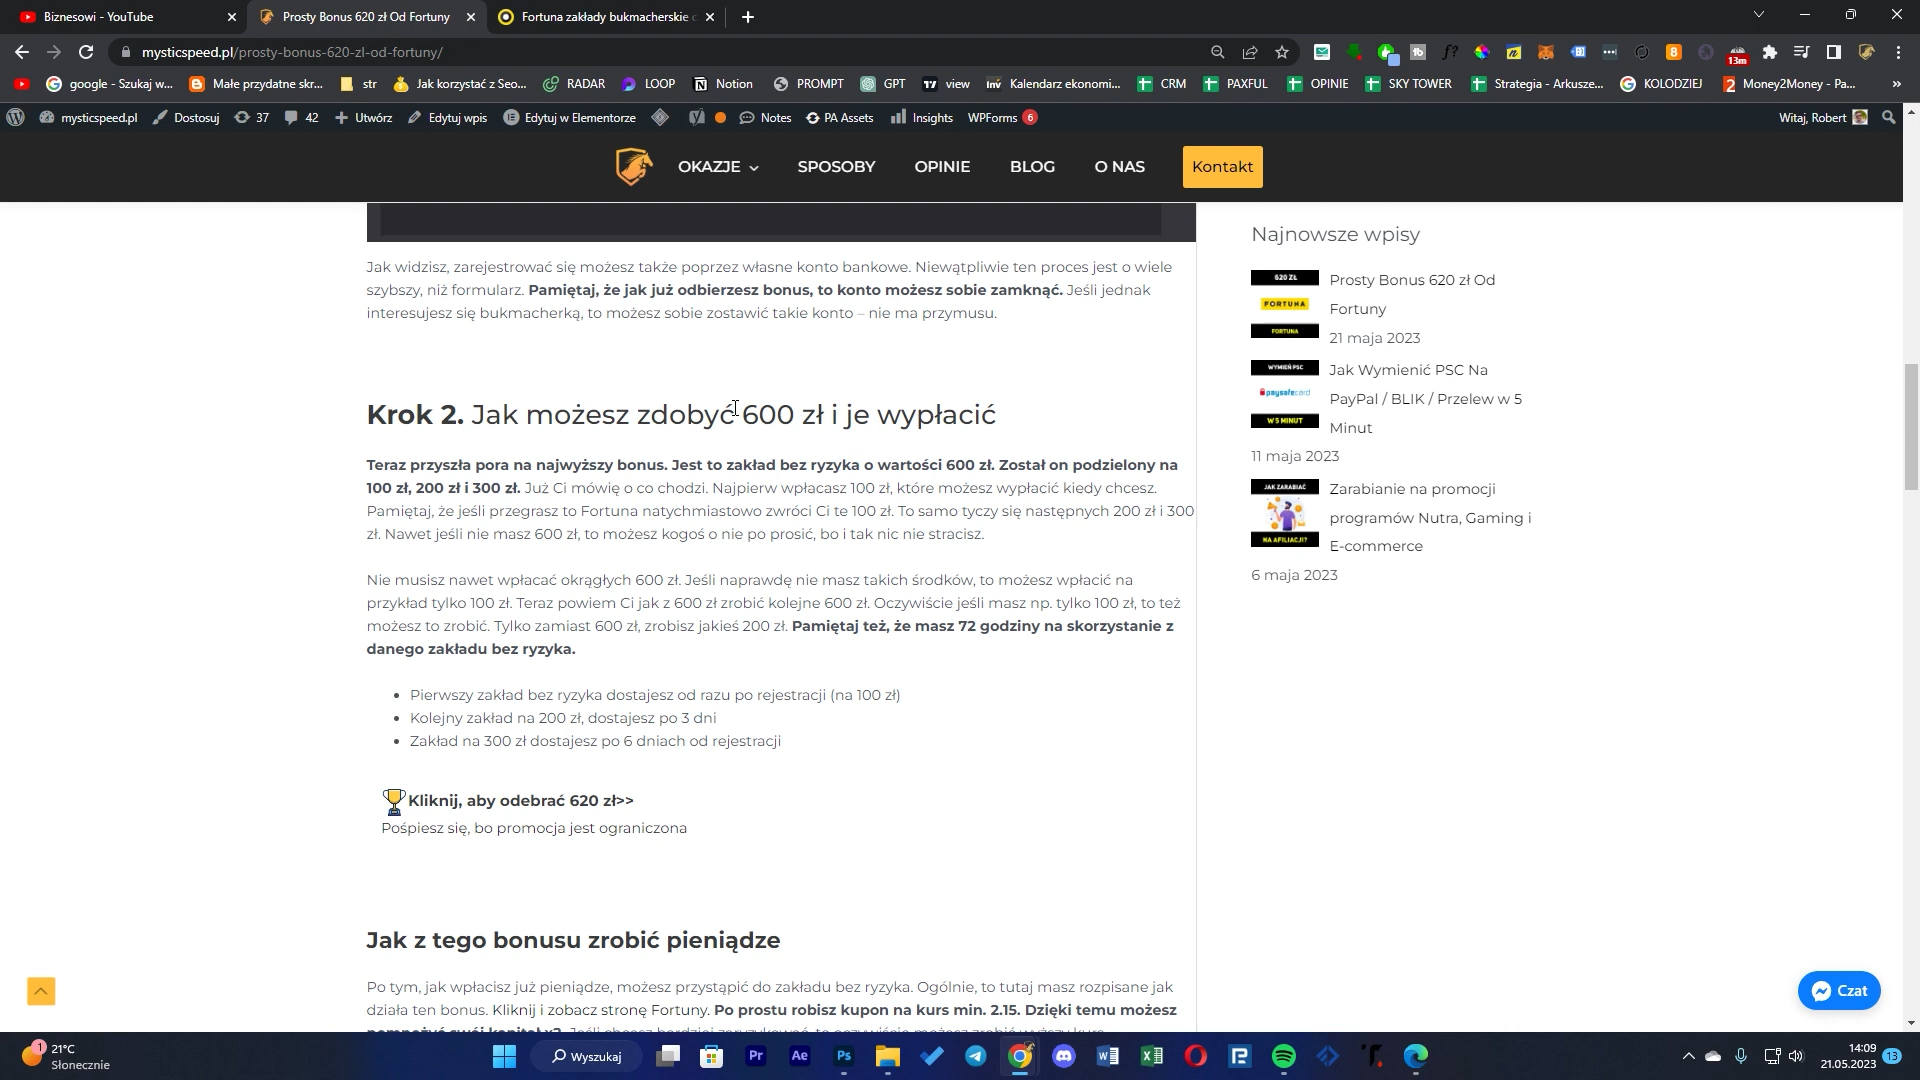 Biznesowi - YouTube
Prosty Bonus 620 zł Od Fortuny
Fortuna zakłady bukmacherskie
mysticspeed.pl/prosty-bonus-620-zl-od-fortuny/
13m
google - Szukaj w...
Małe przydatne skr...
str
Jak korzystać z Seo...
RADAR
LOOP
Notion
PROMPT
GPT
view
Kalendarz ekonomi...
CRM
PAXFUL
OPINIE
SKY TOWER
Strategia - Arkusze...
KOLODZIEJ
Money2Money - Pa...
mysticspeed.pl
Dostosuj
37
42
Utwórz
Edytuj wpis
Edytuj w Elementorze
Notes
PA Assets
Insights
WPForms 6
Witaj, Robert
OKAZJE
SPOSOBY
OPINIE
BLOG
O NAS
Kontakt
Jak widzisz, zarejestrować się możesz także poprzez własne konto bankowe. Niewątpliwie ten proces jest o wiele
szybszy, niż formularz. Pamiętaj, że jak już odbierzesz bonus, to konto możesz sobie zamknąć. Jeśli jednak
interesujesz się bukmacherką, to możesz sobie zostawić takie konto – nie ma przymusu.
Krok 2. Jak możesz zdobyć 600 zł i je wypłacić
Teraz przyszła pora na najwyższy bonus. Jest to zakład bez ryzyka o wartości 600 zł. Został on podzielony na
100 zł, 200 zł i 300 zł. Już Ci mówię o co chodzi. Najpierw wpłacasz 100 zł, które możesz wypłacić kiedy chcesz.
Pamiętaj, że jeśli przegrasz to Fortuna natychmiastowo zwróci Ci te 100 zł. To samo tyczy się następnych 200 zł i 300
zł. Nawet jeśli nie masz 600 zł, to możesz kogoś o nie po prosić, bo i tak nic nie stracisz.
Nie musisz nawet wpłacać okrągłych 600 zł. Jeśli naprawdę nie masz takich środków, to możesz wpłacić na
przykład tylko 100 zł. Teraz powiem Ci jak z 600 zł zrobić kolejne 600 zł. Oczywiście jeśli masz np. tylko 100 zł, to też
możesz to zrobić. Tylko zamiast 600 zł, zrobisz jakieś 200 zł. Pamiętaj też, że masz 72 godziny na skorzystanie z
danego zakładu bez ryzyka.
Pierwszy zakład bez ryzyka dostajesz od razu po rejestracji (na 100 zł)
Kolejny zakład na 200 zł, dostajesz po 3 dni
Zakład na 300 zł dostajesz po 6 dniach od rejestracji
Kliknij, aby odebrać 620 zł>>
Pośpiesz się, bo promocja jest ograniczona
Jak z tego bonusu zrobić pieniądze
Po tym, jak wpłacisz już pieniądze, możesz przystąpić do zakładu bez ryzyka. Ogólnie, to tutaj masz rozpisane jak
działa ten bonus. Kliknij i zobacz stronę Fortuny. Po prostu robisz kupon na kurs min. 2.15. Dzięki temu możesz
Najnowsze wpisy
620 ZŁ
FORTUNA
FORTUNA
Prosty Bonus 620 zł Od
Fortuny
21 maja 2023
WYMIEŃ PSC
paysafecard
W 5 MINUT
Jak Wymienić PSC Na
PayPal / BLIK / Przelew w 5
Minut
11 maja 2023
JAK ZARABIAĆ
NA AFILIACJI?
Zarabianie na promocji
programów Nutra, Gaming i
E-commerce
6 maja 2023
Czat
1
21°C
Słonecznie
Wyszukaj
14:09
21.05.2023
13